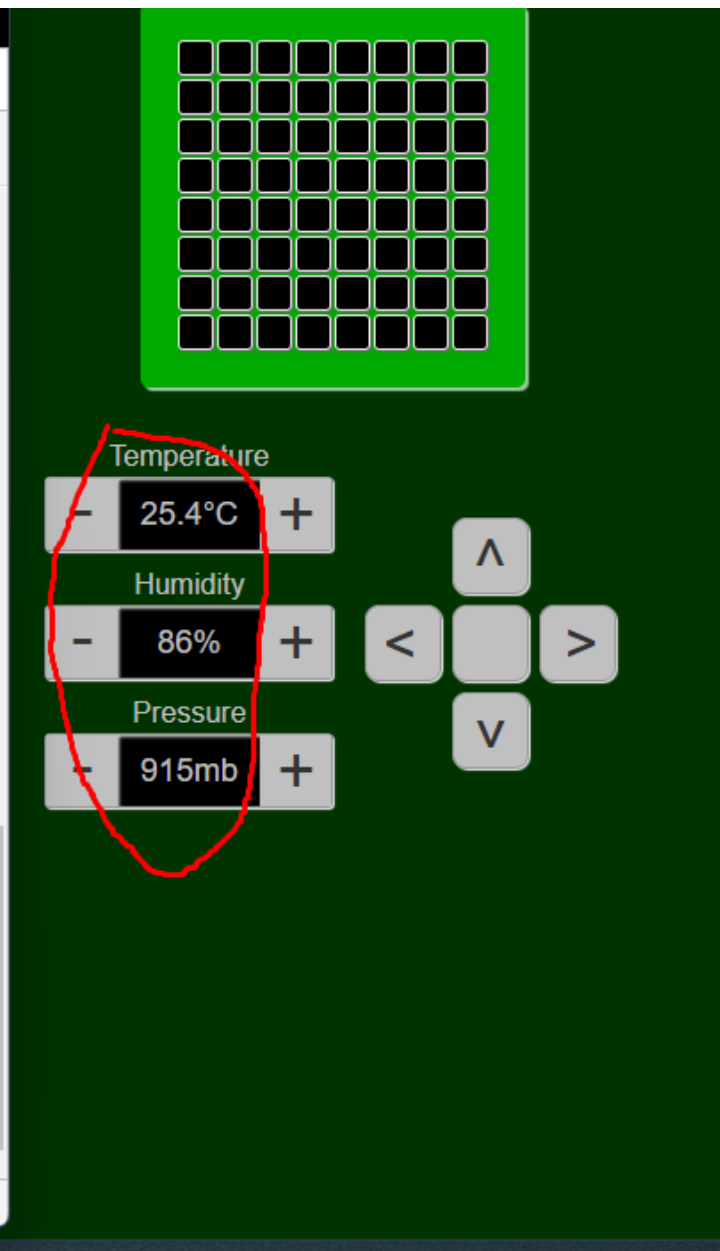 Temperature
- 25.4°C +
Humidity
- 86% +
Pressure
- 915mb +
^
< >
v